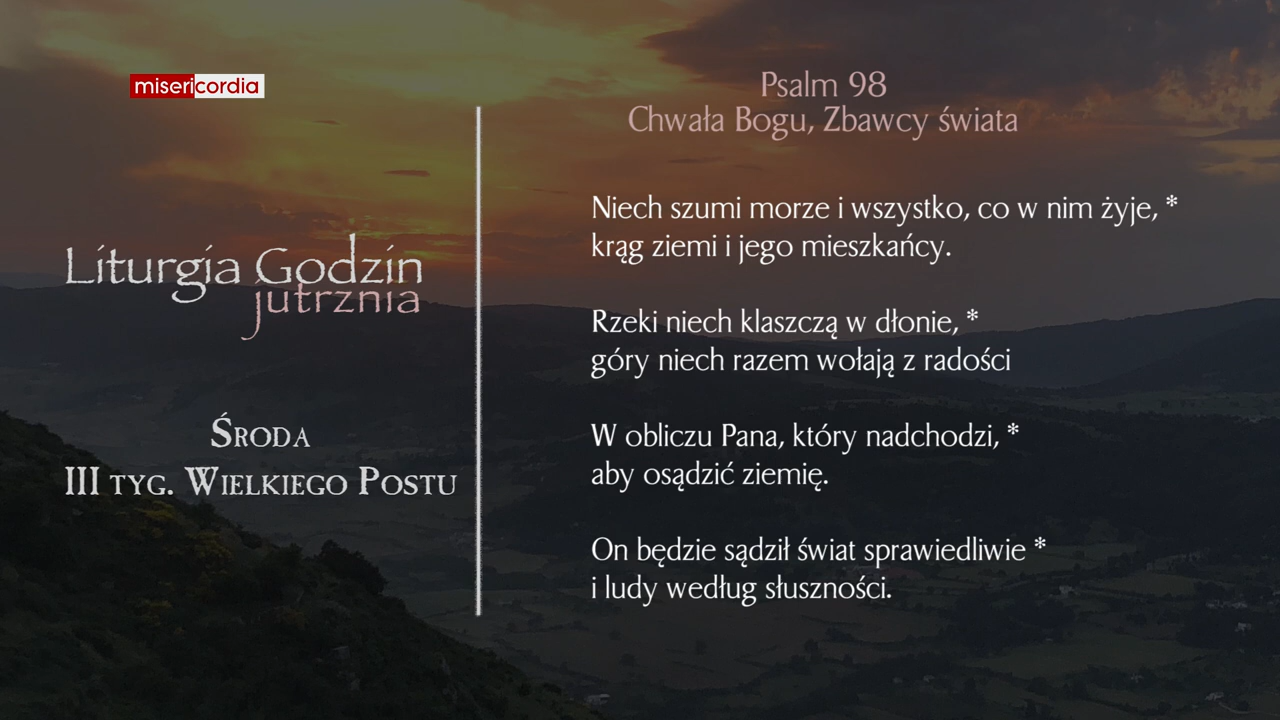 misericordia
Liturgia Godzin
jutrznia
Środa
III tyg. Wielkiego Postu
Psalm 98
Chwała Bogu, Zbawcy świata
Niech szumi morze i wszystko, co w nim żyje, *
krąg ziemi i jego mieszkańcy.
Rzeki niech klaszczą w dłonie, *
góry niech razem wołają z radości
W obliczu Pana, który nadchodzi, *
aby osądzić ziemię.
On będzie sądził świat sprawiedliwie *
i ludy według słuszności.